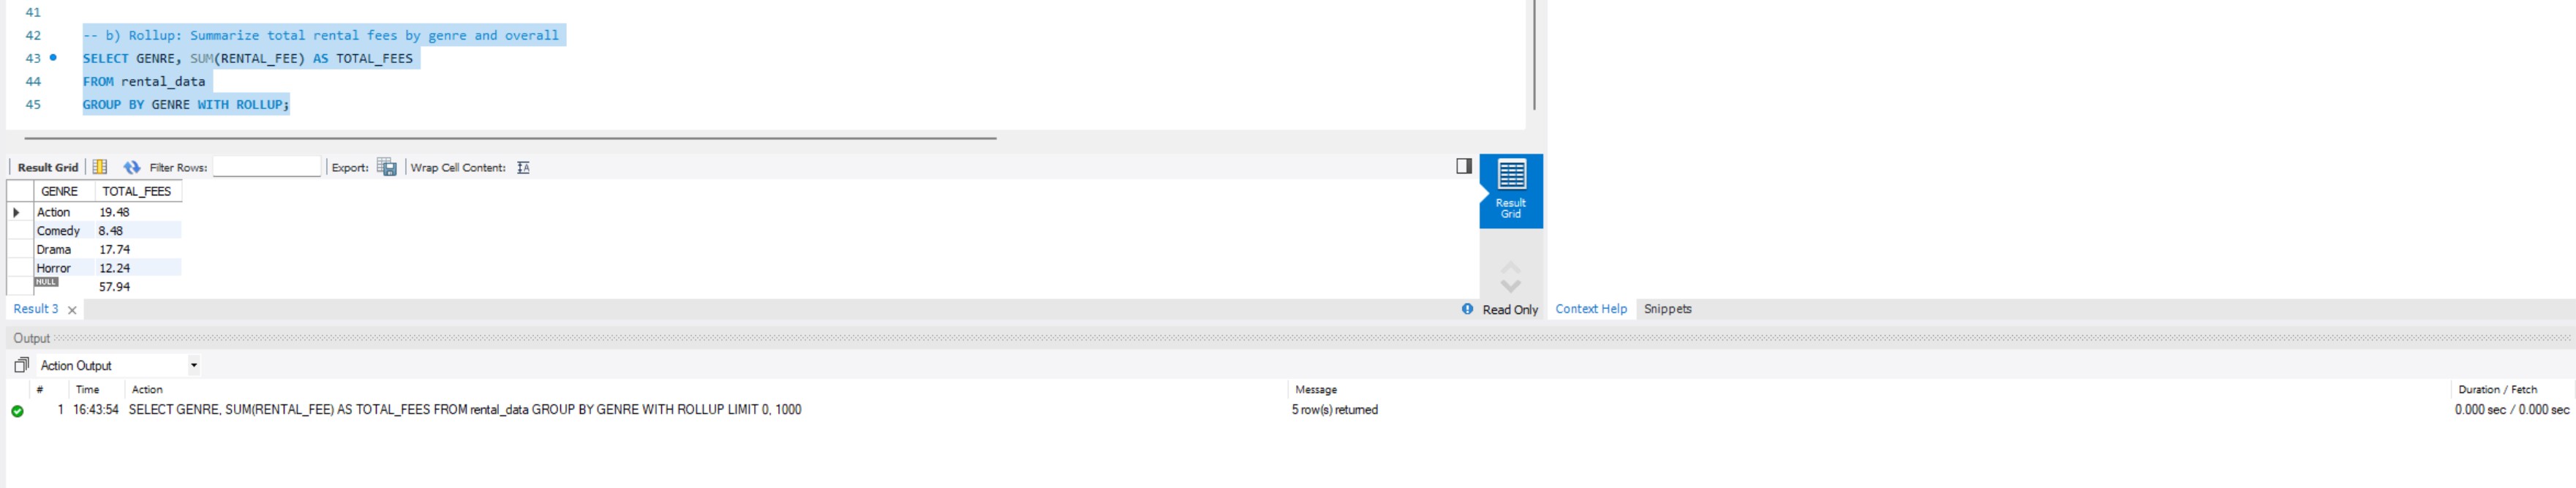 41
42 -- b) Rollup: Summarize total rental fees by genre and overall
43 SELECT GENRE, SUM(RENTAL_FEE) AS TOTAL_FEES
44 FROM rental_data
45 GROUP BY GENRE WITH ROLLUP;
Result Grid Filter Rows: Export: Wrap Cell Content: IA
GENRE TOTAL_FEES
Action 19.48
Comedy 8.48
Drama 17.74
Horror 12.24
NULL 57.94
Result
Grid
Result 3 Read Only Context Help Snippets
Output
Action Output
# Time Action Message Duration / Fetch
1 16:43:54 SELECT GENRE, SUM(RENTAL_FEE) AS TOTAL_FEES FROM rental_data GROUP BY GENRE WITH ROLLUP LIMIT 0, 1000 5 row(s) returned 0.000 sec / 0.000 sec